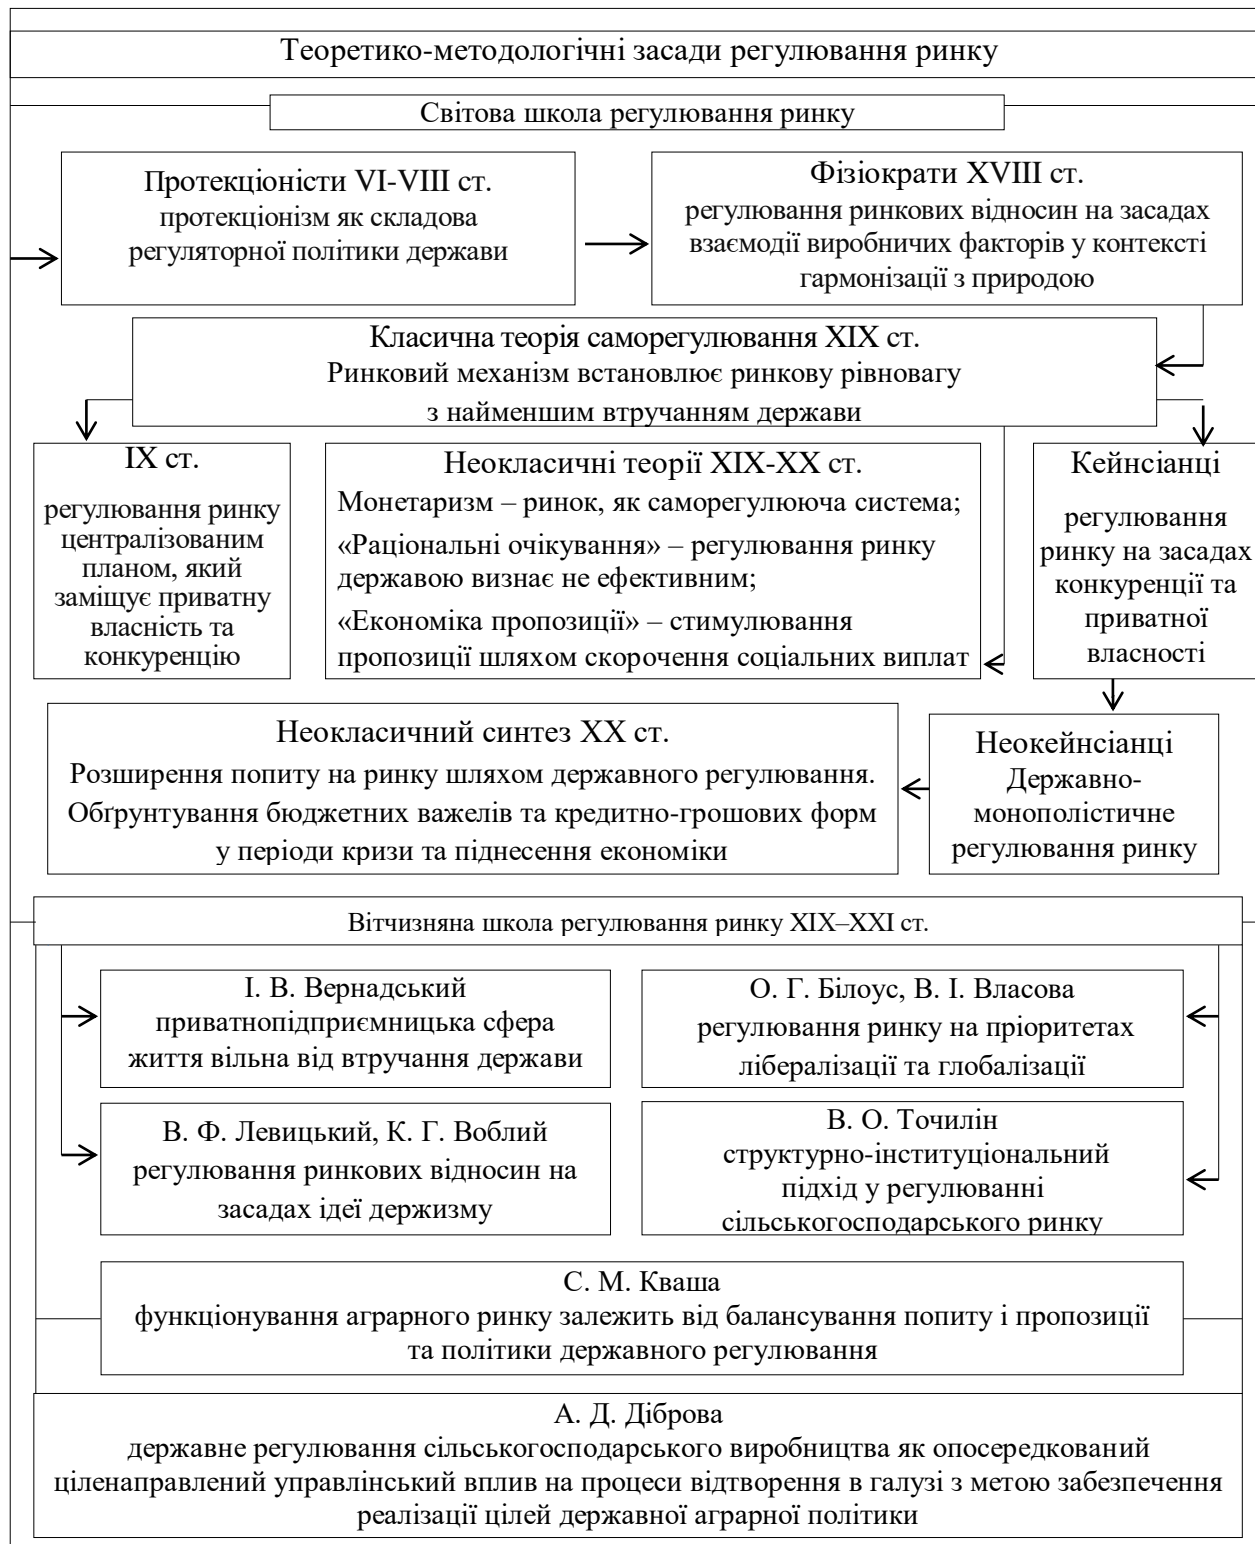 Теоретико-методологічні засади регулювання ринку
Світова школа регулювання ринку
Протекціоністи VI-VIII ст.
протекціонізм як складова
регуляторної політики держави
Фізіократи XVIII ст.
регулювання ринкових відносин на засадах
взаємодії виробничих факторів у контексті
гармонізації з природою
Класична теорія саморегулювання XIX ст.
Ринковий механізм встановлює ринкову рівновагу
з найменшим втручанням держави
IX ст.
регулювання ринку
централізованим
планом, який
заміщує приватну
власність та
конкуренцію
Неокласичні теорії XIX-XX ст.
Монетаризм – ринок, як саморегулююча система;
«Раціональні очікування» – регулювання ринку
державою визнає не ефективним;
«Економіка пропозиції» – стимулювання
пропозиції шляхом скорочення соціальних виплат
Кейнсіанці
регулювання
ринку на засадах
конкуренції та
приватної
власності
Неокласичний синтез XX ст.
Розширення попиту на ринку шляхом державного регулювання.
Обґрунтування бюджетних важелів та кредитно-грошових форм
у періоди кризи та піднесення економіки
Неокейнсіанці
Державно-
монополістичне
регулювання ринку
Вітчизняна школа регулювання ринку XIX–XXI ст.
І. В. Вернадський
приватнопідприємницька сфера
життя вільна від втручання держави
О. Г. Білоус, В. І. Власова
регулювання ринку на пріоритетах
лібералізації та глобалізації
В. Ф. Левицький, К. Г. Воблий
регулювання ринкових відносин на
засадах ідеї держизму
В. О. Точилін
структурно-інституціональний
підхід у регулюванні
сільськогосподарського ринку
С. М. Кваша
функціонування аграрного ринку залежить від балансування попиту і пропозиції
та політики державного регулювання
А. Д. Діброва
державне регулювання сільськогосподарського виробництва як опосередкований
ціленаправлений управлінський вплив на процеси відтворення в галузі з метою забезпечення
реалізації цілей державної аграрної політики